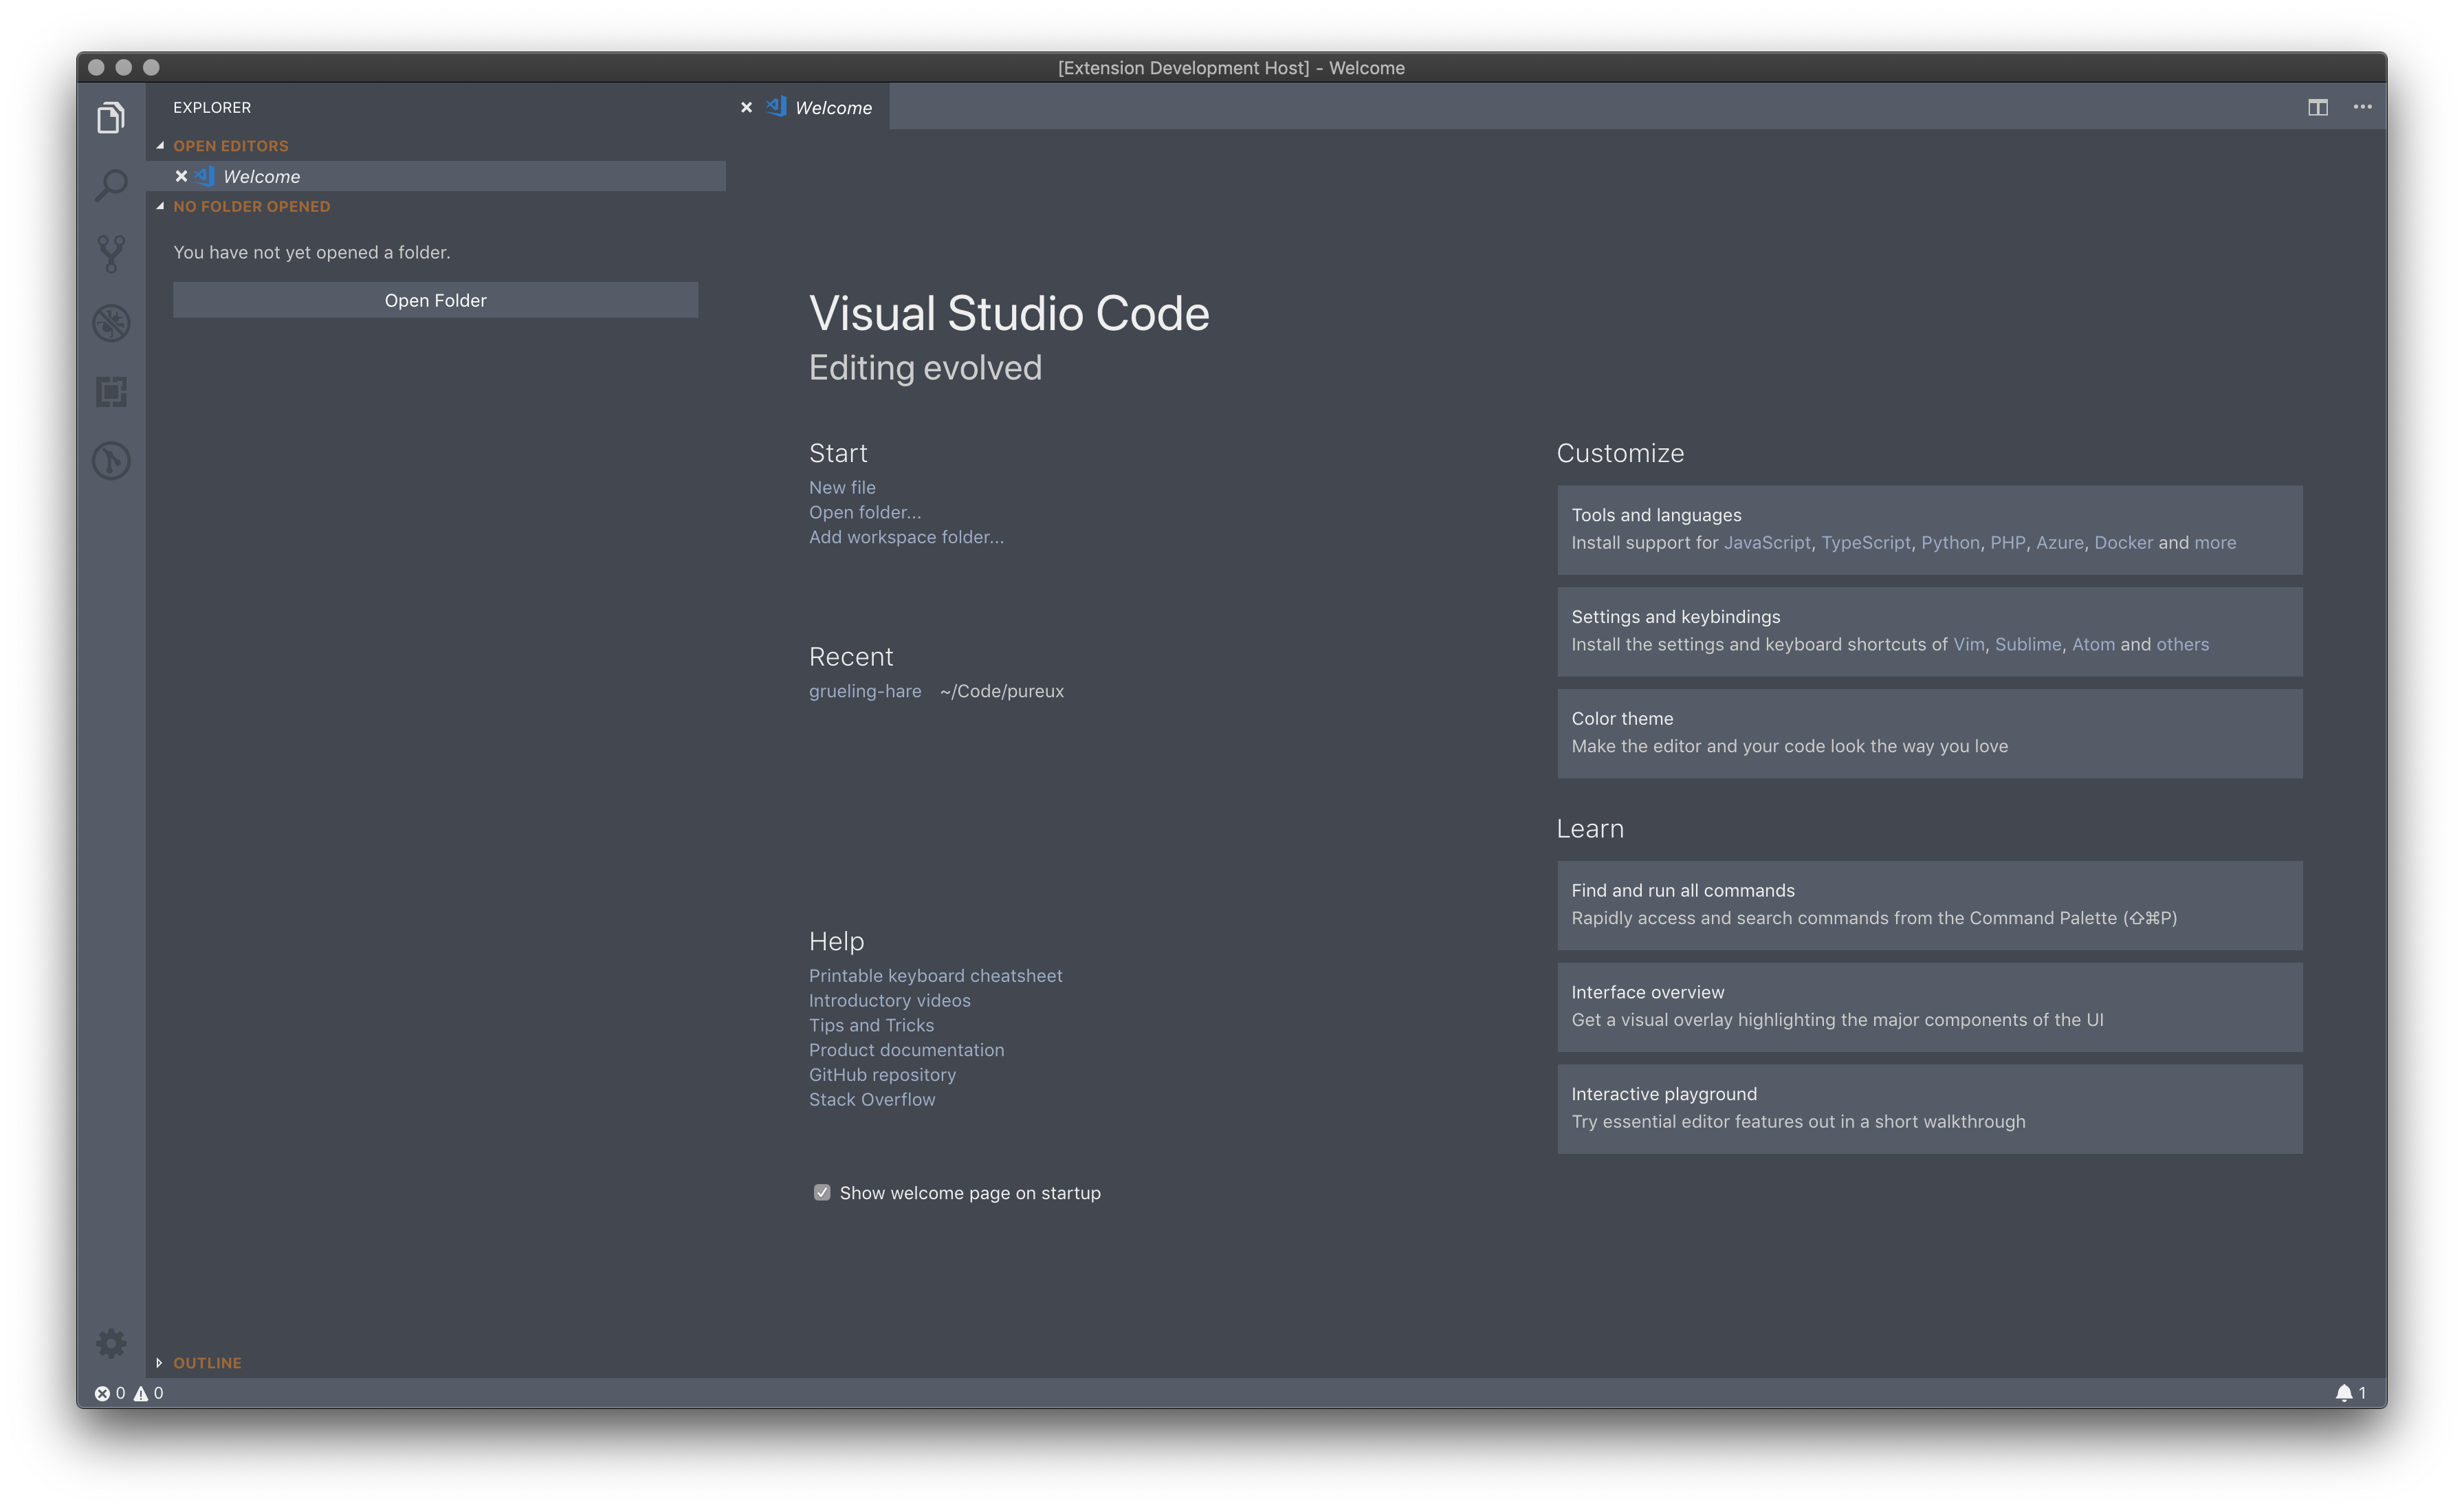 [Extension Development Host] - Welcome
EXPLORER
OPEN EDITORS
Welcome
NO FOLDER OPENED
You have not yet opened a folder.
Open Folder
OUTLINE
Welcome
Visual Studio Code
Editing evolved
Start
New file
Open folder...
Add workspace folder...
Recent
grueling-hare ~/Code/pureux
Help
Printable keyboard cheatsheet
Introductory videos
Tips and Tricks
Product documentation
GitHub repository
Stack Overflow
Show welcome page on startup
Customize
Tools and languages
Install support for JavaScript, TypeScript, Python, PHP, Azure, Docker and more
Settings and keybindings
Install the settings and keyboard shortcuts of Vim, Sublime, Atom and others
Color theme
Make the editor and your code look the way you love
Learn
Find and run all commands
Rapidly access and search commands from the Command Palette (⇧⌘P)
Interface overview
Get a visual overlay highlighting the major components of the UI
Interactive playground
Try essential editor features out in a short walkthrough
0 0
1